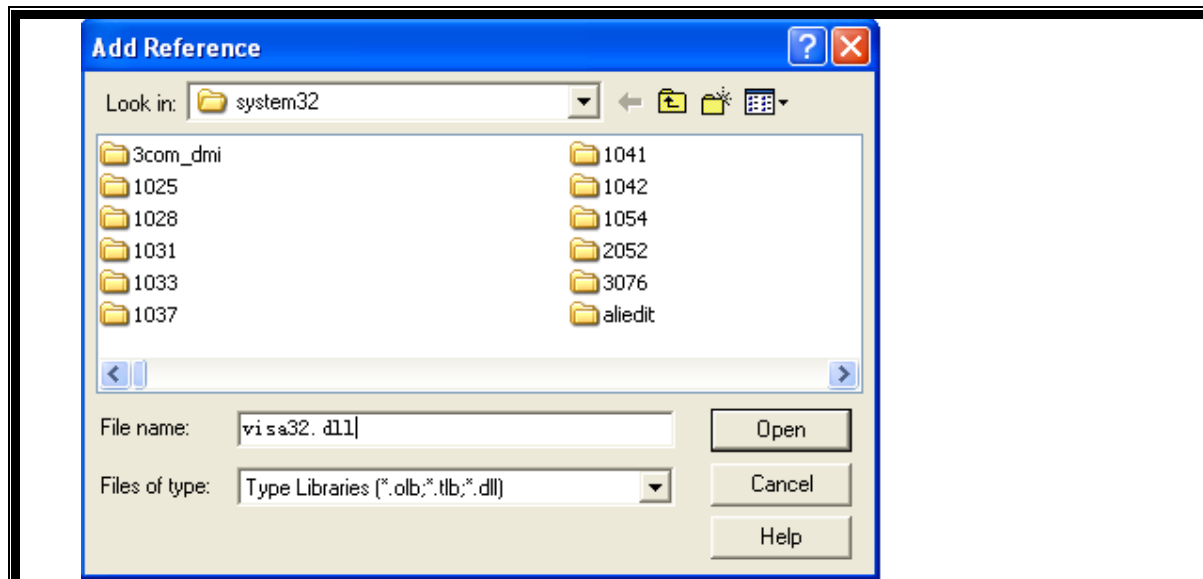 Add Reference
Look in: system32
3com_dmi
1025
1028
1031
1033
1037
1041
1042
1054
2052
3076
aliedit
File name: visa32.dll
Open
Files of type: Type Libraries (*.olb;*.tlb;*.dll)
Cancel
Help